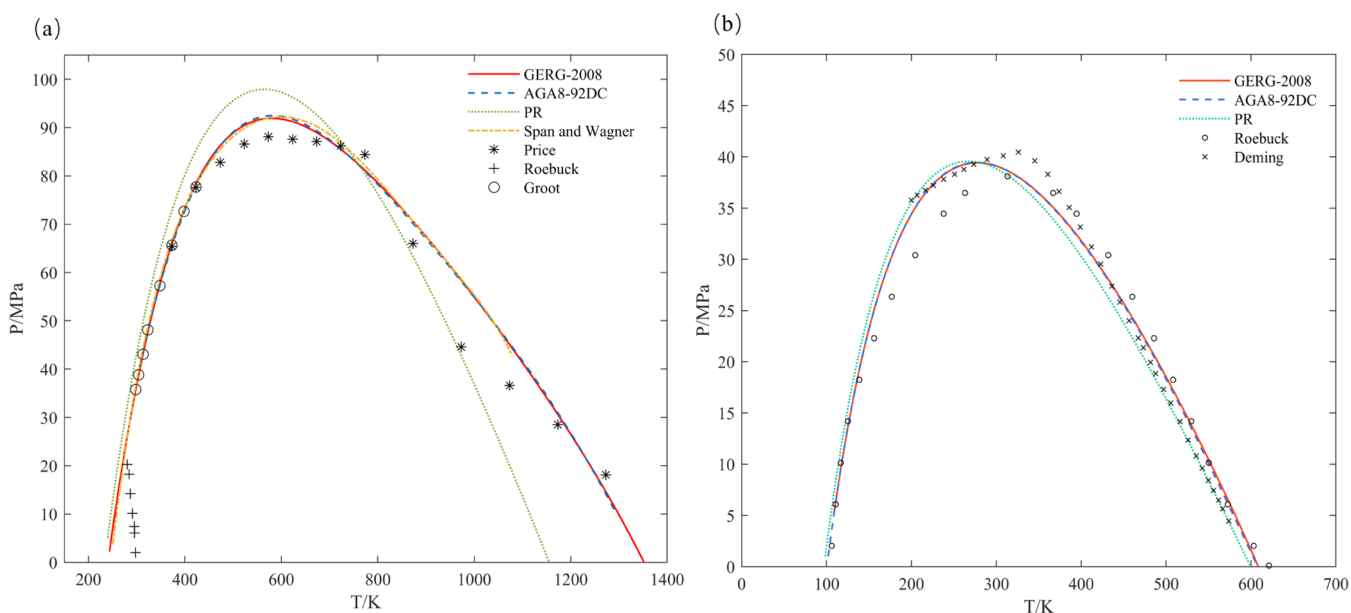 (a)
100
90
80
70
60
50
40
30
20
10
0
P/MPa
200
400
600
800
1000
1200
1400
T/K
GERG-2008
AGA8-92DC
PR
Span and Wagner
Price
Roebuck
Groot
(b)
50
45
40
35
30
25
20
15
10
5
0
P/MPa
0
100
200
300
400
500
600
700
T/K
GERG-2008
AGA8-92DC
PR
Roebuck
Deming